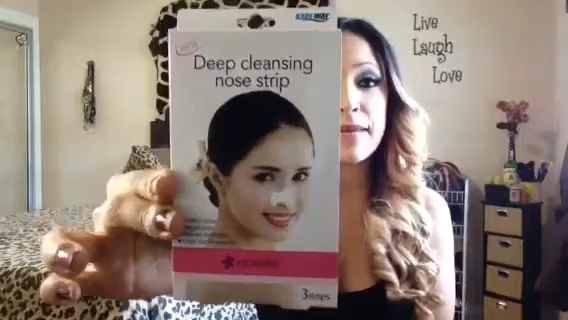 Live
Laugh
Love
Deep cleansing
nose strip
3 strips